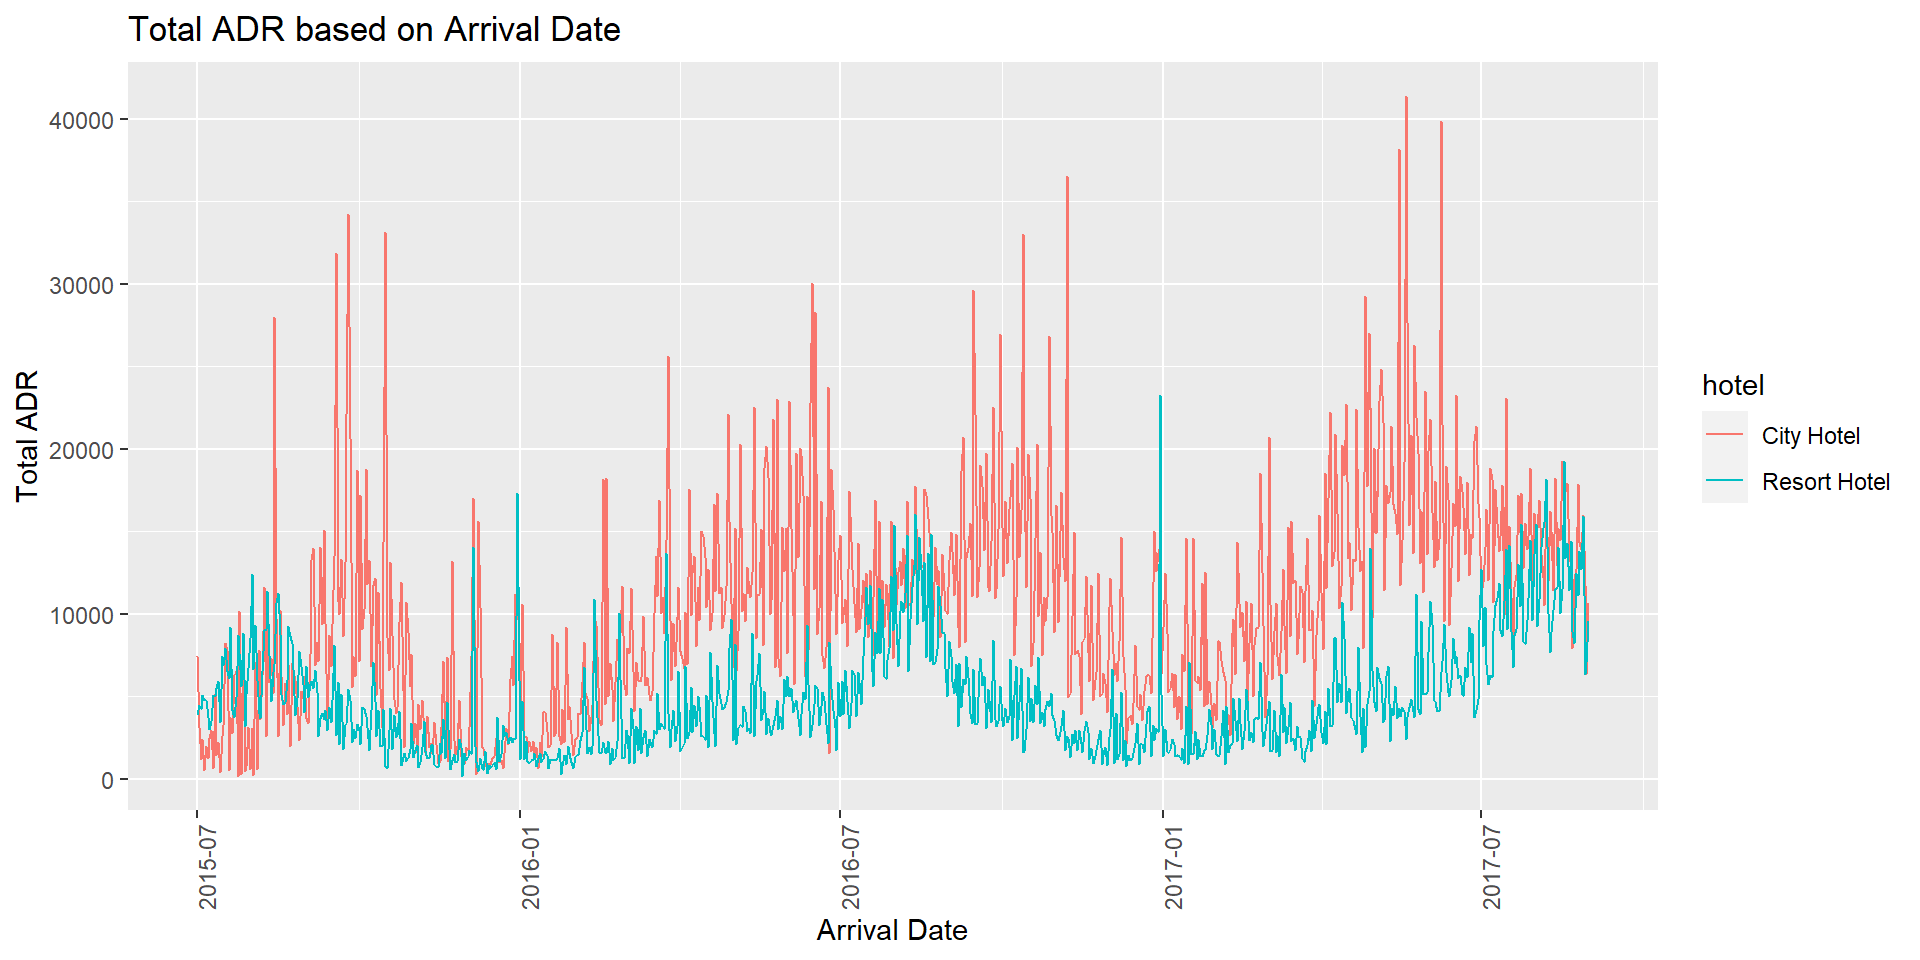 Total ADR based on Arrival Date
Total ADR
40000
30000
20000
10000
0
2015-07
2016-01
2016-07
2017-01
2017-07
Arrival Date
hotel
City Hotel
Resort Hotel